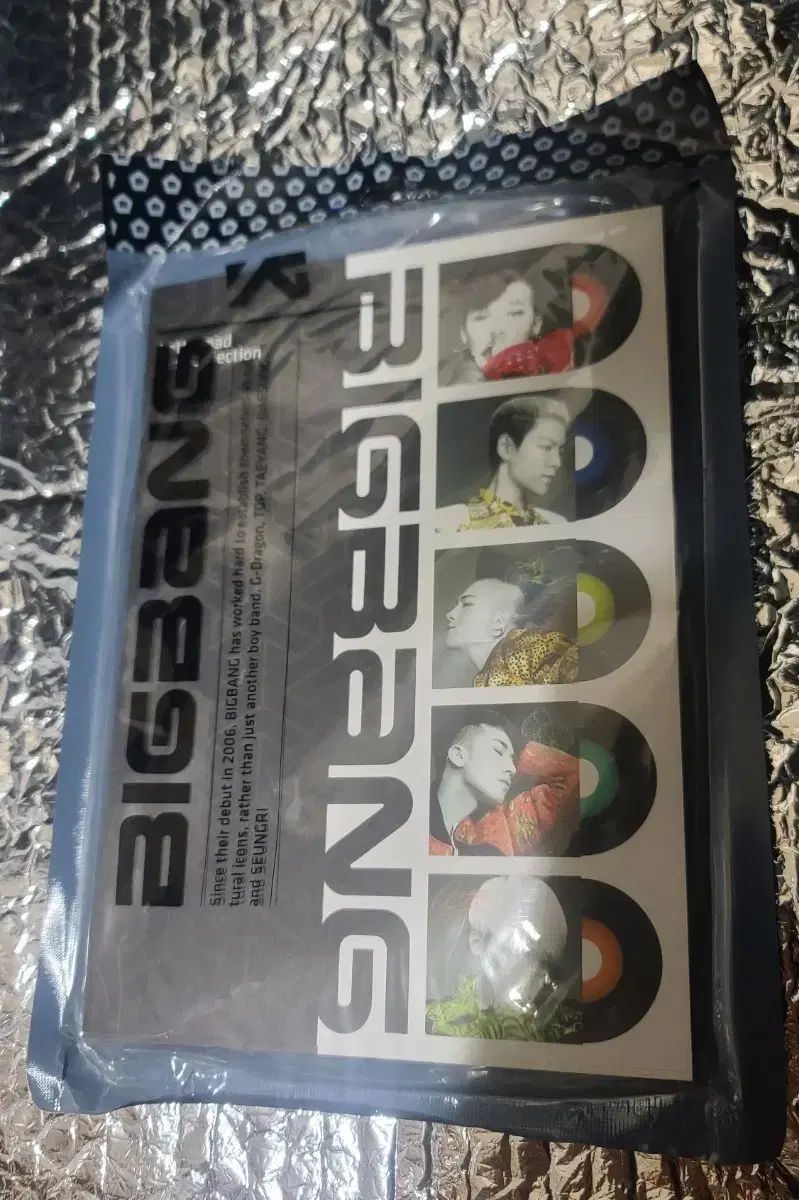 BIGBANG
Since their debut in 2006, BIGBANG has worked hard to establish themselves
tural icons, rather than just another boy band. G-Dragon, TOP, TAEYANG,
and SEUNGRI
BIGBANG